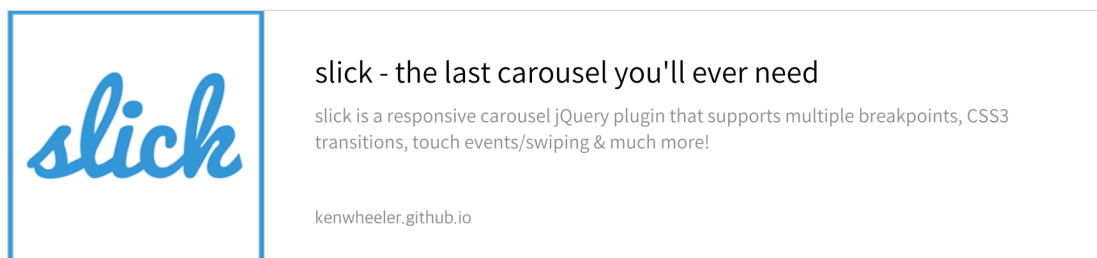 slick
slick - the last carousel you'll ever need
slick is a responsive carousel jQuery plugin that supports multiple breakpoints, CSS3
transitions, touch events/swiping & much more!
kenwheeler.github.io